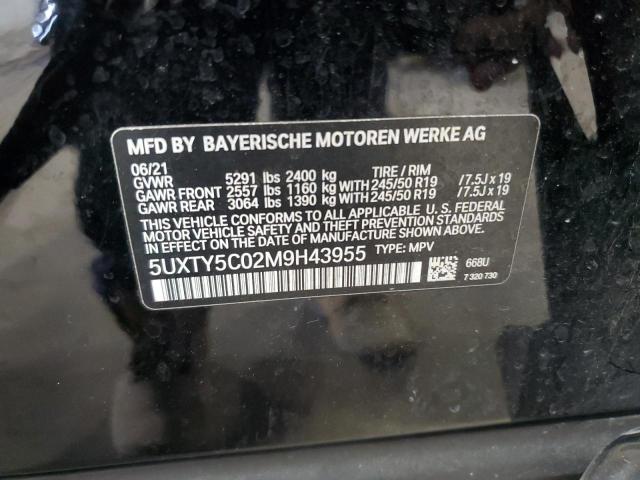 MFD BY BAYERISCHE MOTOREN WERKE AG
06/21 TIRE / RIM
GVWR 5291 lbs 2400 kg
GAWR FRONT 2557 lbs 1160 kg WITH 245/50 R19 / 7.5J x 19
GAWR REAR 3064 lbs 1390 kg WITH 245/50 R19 / 7.5J x 19
THIS VEHICLE CONFORMS TO ALL APPLICABLE U. S. FEDERAL
MOTOR VEHICLE SAFETY AND THEFT PREVENTION STANDARDS
IN EFFECT ON THE DATE OF MANUFACTURE SHOWN ABOVE.
5UXTY5C02M9H43955 TYPE: MPV
668U
7 320 730